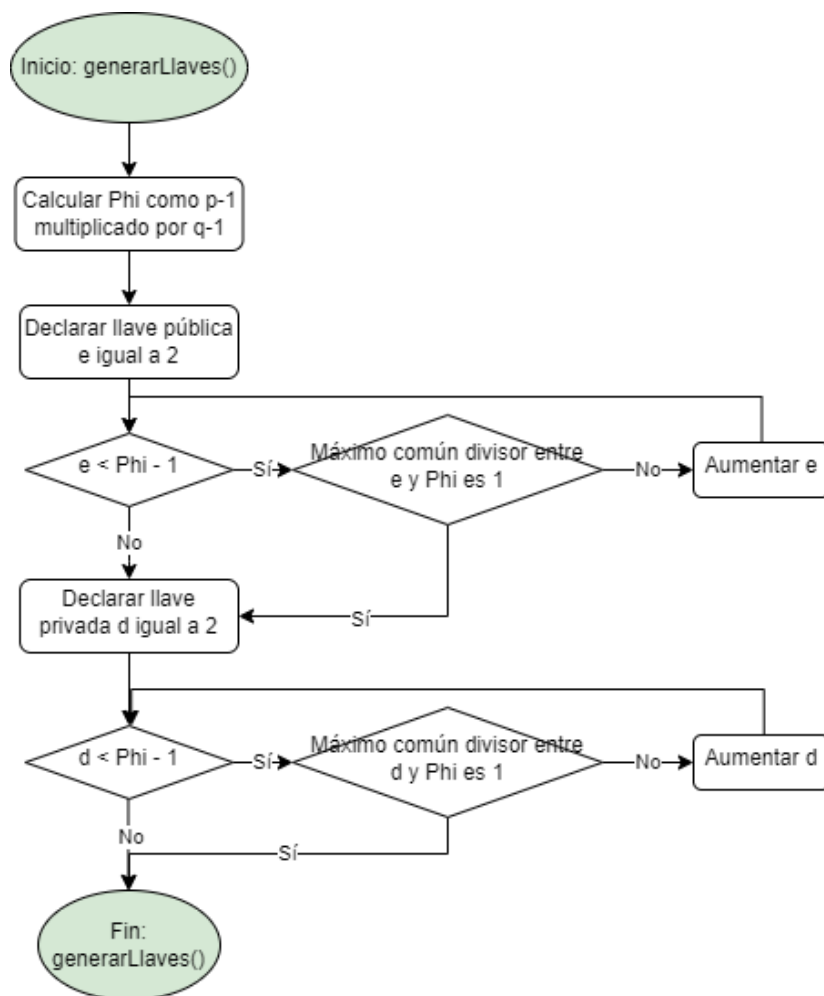 Inicio: generarLlaves()
Calcular Phi como p-1
multiplicado por q-1
Declarar llave pública
e igual a 2
e < Phi - 1
Sí
Máximo común divisor entre
e y Phi es 1
No
Aumentar e
No
Declarar llave
privada d igual a 2
Sí
d < Phi - 1
Sí
Máximo común divisor entre
d y Phi es 1
No
Aumentar d
No
Sí
Fin:
generarLlaves()